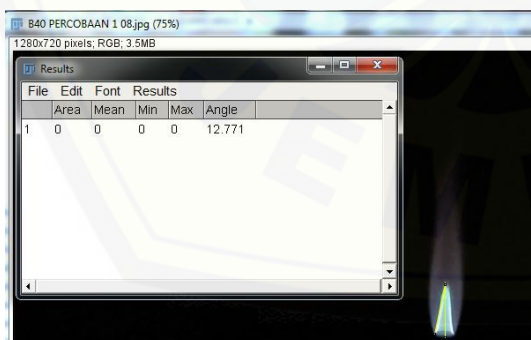 B40 PERCOBAAN 1 08.jpg (75%)
1280x720 pixels; RGB; 3.5MB
Results
File Edit Font Results
Area Mean Min Max Angle
1 0 0 0 0 12.771